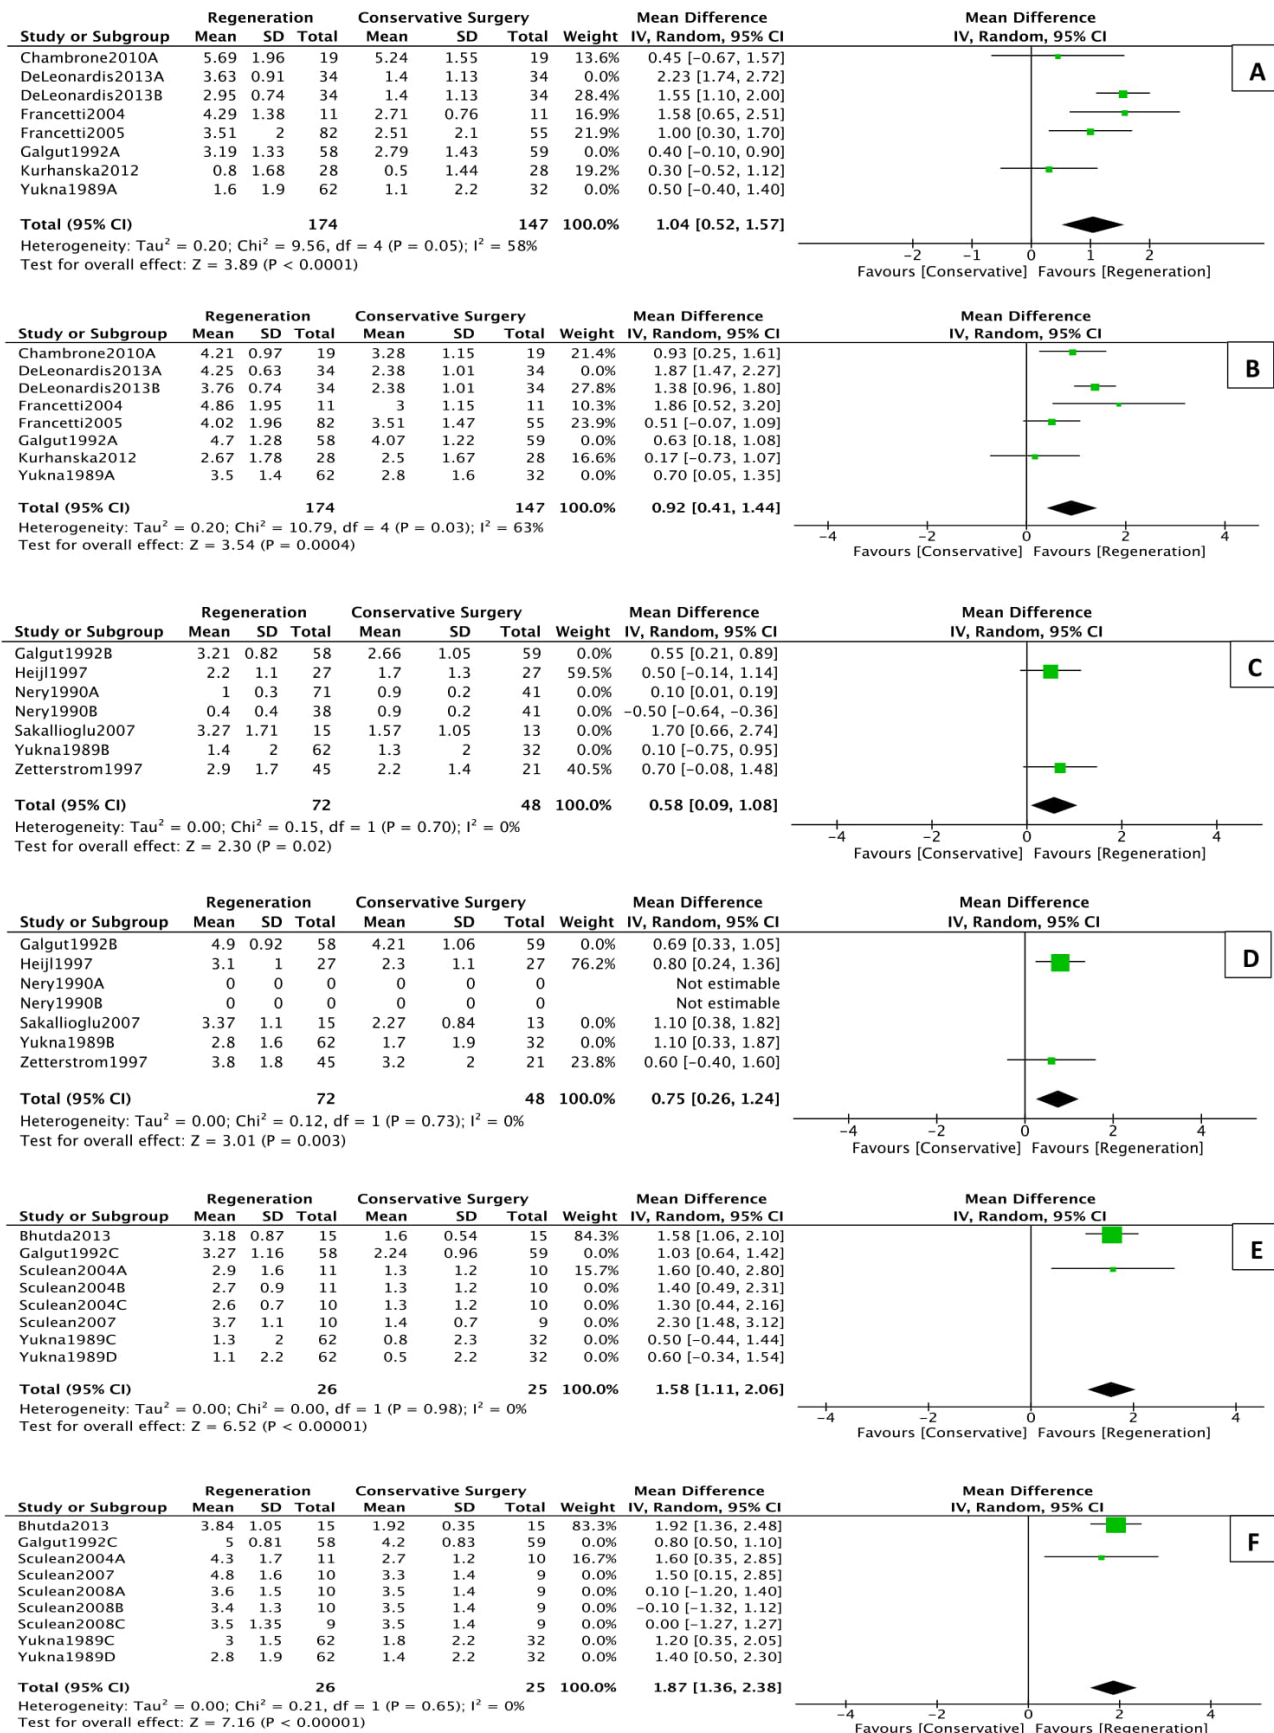 Regeneration Conservative Surgery Mean Difference Mean Difference
Study or Subgroup Mean SD Total Mean SD Total Weight IV, Random, 95% CI IV, Random, 95% CI
Chambrone2010A 5.69 1.96 19 5.24 1.55 19 13.6% 0.45 [-0.67, 1.57]
A
DeLeonardis2013A 3.63 0.91 34 1.4 1.13 34 0.0% 2.23 [1.74, 2.72]
DeLeonardis2013B 2.95 0.74 34 1.4 1.13 34 28.4% 1.55 [1.10, 2.00]
Francetti2004 4.29 1.38 11 2.71 0.76 11 16.9% 1.58 [0.65, 2.51]
Francetti2005 3.51 2 82 2.51 2.1 55 21.9% 1.00 [0.30, 1.70]
Galgut1992A 3.19 1.33 58 2.79 1.43 59 0.0% 0.40 [-0.10, 0.90]
Kurhanska2012 0.8 1.68 28 0.5 1.44 28 19.2% 0.30 [-0.52, 1.12]
Yukna1989A 1.6 1.9 62 1.1 2.2 32 0.0% 0.50 [-0.40, 1.40]
Total (95% CI) 174 147 100.0% 1.04 [0.52, 1.57]
Heterogeneity: Tau² = 0.20; Chi² = 9.56, df = 4 (P = 0.05); I² = 58%
Test for overall effect: Z = 3.89 (P < 0.0001)
-2 -1 0 1 2
Favours [Conservative] Favours [Regeneration]
Regeneration Conservative Surgery Mean Difference Mean Difference
Study or Subgroup Mean SD Total Mean SD Total Weight IV, Random, 95% CI IV, Random, 95% CI
Chambrone2010A 4.21 0.97 19 3.28 1.15 19 21.4% 0.93 [0.25, 1.61]
B
DeLeonardis2013A 4.25 0.63 34 2.38 1.01 34 0.0% 1.87 [1.47, 2.27]
DeLeonardis2013B 3.76 0.74 34 2.38 1.01 34 27.8% 1.38 [0.96, 1.80]
Francetti2004 4.86 1.95 11 3 1.15 11 10.3% 1.86 [0.52, 3.20]
Francetti2005 4.02 1.96 82 3.51 1.47 55 23.9% 0.51 [-0.07, 1.09]
Galgut1992A 4.7 1.28 58 4.07 1.22 59 0.0% 0.63 [0.18, 1.08]
Kurhanska2012 2.67 1.78 28 2.5 1.67 28 16.6% 0.17 [-0.73, 1.07]
Yukna1989A 3.5 1.4 62 2.8 1.6 32 0.0% 0.70 [0.05, 1.35]
Total (95% CI) 174 147 100.0% 0.92 [0.41, 1.44]
Heterogeneity: Tau² = 0.20; Chi² = 10.79, df = 4 (P = 0.03); I² = 63%
Test for overall effect: Z = 3.54 (P = 0.0004)
-4 -2 0 2 4
Favours [Conservative] Favours [Regeneration]
Regeneration Conservative Surgery Mean Difference Mean Difference
Study or Subgroup Mean SD Total Mean SD Total Weight IV, Random, 95% CI IV, Random, 95% CI
Galgut1992B 3.21 0.82 58 2.66 1.05 59 0.0% 0.55 [0.21, 0.89]
C
Heijl1997 2.2 1.1 27 1.7 1.3 27 59.5% 0.50 [-0.14, 1.14]
Nery1990A 1 0.3 71 0.9 0.2 41 0.0% 0.10 [0.01, 0.19]
Nery1990B 0.4 0.4 38 0.9 0.2 41 0.0% -0.50 [-0.64, -0.36]
Sakallioglu2007 3.27 1.71 15 1.57 1.05 13 0.0% 1.70 [0.66, 2.74]
Yukna1989B 1.4 2 62 1.3 2 32 0.0% 0.10 [-0.75, 0.95]
Zetterstrom1997 2.9 1.7 45 2.2 1.4 21 40.5% 0.70 [-0.08, 1.48]
Total (95% CI) 72 48 100.0% 0.58 [0.09, 1.08]
Heterogeneity: Tau² = 0.00; Chi² = 0.15, df = 1 (P = 0.70); I² = 0%
Test for overall effect: Z = 2.30 (P = 0.02)
-4 -2 0 2 4
Favours [Conservative] Favours [Regeneration]
Regeneration Conservative Surgery Mean Difference Mean Difference
Study or Subgroup Mean SD Total Mean SD Total Weight IV, Random, 95% CI IV, Random, 95% CI
Galgut1992B 4.9 0.92 58 4.21 1.06 59 0.0% 0.69 [0.33, 1.05]
D
Heijl1997 3.1 1 27 2.3 1.1 27 76.2% 0.80 [0.24, 1.36]
Nery1990A 0 0 0 0 0 0 Not estimable
Nery1990B 0 0 0 0 0 0 Not estimable
Sakallioglu2007 3.37 1.1 15 2.27 0.84 13 0.0% 1.10 [0.38, 1.82]
Yukna1989B 2.8 1.6 62 1.7 1.9 32 0.0% 1.10 [0.33, 1.87]
Zetterstrom1997 3.8 1.8 45 3.2 2 21 23.8% 0.60 [-0.40, 1.60]
Total (95% CI) 72 48 100.0% 0.75 [0.26, 1.24]
Heterogeneity: Tau² = 0.00; Chi² = 0.12, df = 1 (P = 0.73); I² = 0%
Test for overall effect: Z = 3.01 (P = 0.003)
-4 -2 0 2 4
Favours [Conservative] Favours [Regeneration]
Regeneration Conservative Surgery Mean Difference Mean Difference
Study or Subgroup Mean SD Total Mean SD Total Weight IV, Random, 95% CI IV, Random, 95% CI
Bhutda2013 3.18 0.87 15 1.6 0.54 15 84.3% 1.58 [1.06, 2.10]
E
Galgut1992C 3.27 1.16 58 2.24 0.96 59 0.0% 1.03 [0.64, 1.42]
Sculean2004A 2.9 1.6 11 1.3 1.2 10 15.7% 1.60 [0.40, 2.80]
Sculean2004B 2.7 0.9 11 1.3 1.2 10 0.0% 1.40 [0.49, 2.31]
Sculean2004C 2.6 0.7 10 1.3 1.2 10 0.0% 1.30 [0.44, 2.16]
Sculean2007 3.7 1.1 10 1.4 0.7 9 0.0% 2.30 [1.48, 3.12]
Yukna1989C 1.3 2 62 0.8 2.3 32 0.0% 0.50 [-0.44, 1.44]
Yukna1989D 1.1 2.2 62 0.5 2.2 32 0.0% 0.60 [-0.34, 1.54]
Total (95% CI) 26 25 100.0% 1.58 [1.11, 2.06]
Heterogeneity: Tau² = 0.00; Chi² = 0.00, df = 1 (P = 0.98); I² = 0%
Test for overall effect: Z = 6.52 (P < 0.00001)
-4 -2 0 2 4
Favours [Conservative] Favours [Regeneration]
Regeneration Conservative Surgery Mean Difference Mean Difference
Study or Subgroup Mean SD Total Mean SD Total Weight IV, Random, 95% CI IV, Random, 95% CI
Bhutda2013 3.84 1.05 15 1.92 0.35 15 83.3% 1.92 [1.36, 2.48]
F
Galgut1992C 5 0.81 58 4.2 0.83 59 0.0% 0.80 [0.50, 1.10]
Sculean2004A 4.3 1.7 11 2.7 1.2 10 16.7% 1.60 [0.35, 2.85]
Sculean2007 4.8 1.6 10 3.3 1.4 9 0.0% 1.50 [0.15, 2.85]
Sculean2008A 3.6 1.5 10 3.5 1.4 9 0.0% 0.10 [-1.20, 1.40]
Sculean2008B 3.4 1.3 10 3.5 1.4 9 0.0% -0.10 [-1.32, 1.12]
Sculean2008C 3.5 1.35 9 3.5 1.4 9 0.0% 0.00 [-1.27, 1.27]
Yukna1989C 3 1.5 62 1.8 2.2 32 0.0% 1.20 [0.35, 2.05]
Yukna1989D 2.8 1.9 62 1.4 2.2 32 0.0% 1.40 [0.50, 2.30]
Total (95% CI) 26 25 100.0% 1.87 [1.36, 2.38]
Heterogeneity: Tau² = 0.00; Chi² = 0.21, df = 1 (P = 0.65); I² = 0%
Test for overall effect: Z = 7.16 (P < 0.00001)
-4 -2 0 2 4
Favours [Conservative] Favours [Regeneration]